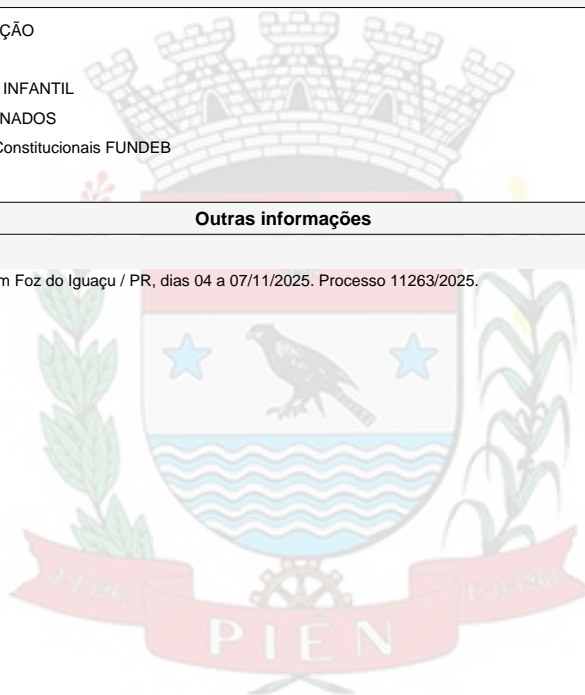 ÇÃO
INFANTIL
NADOS
Constitucionais FUNDEB
Outras informações
m Foz do Iguaçu / PR, dias 04 a 07/11/2025. Processo 11263/2025.
PIÊN